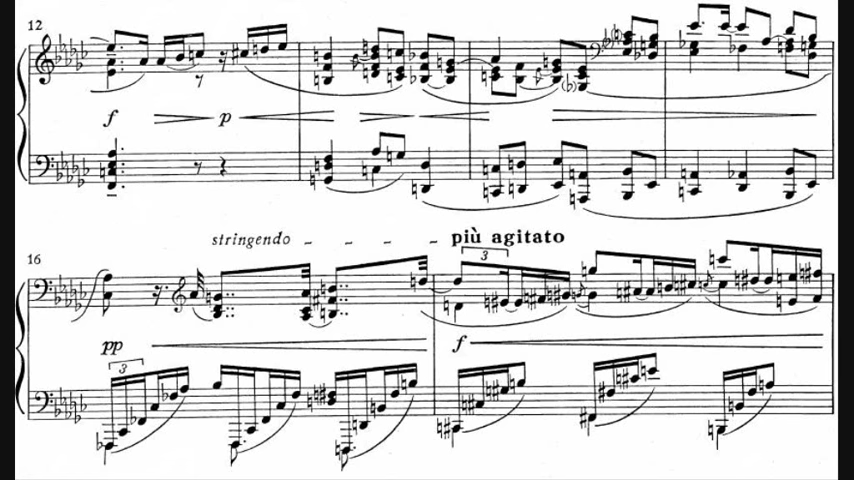 12
f p
16
stringendo più agitato
3
pp f
3